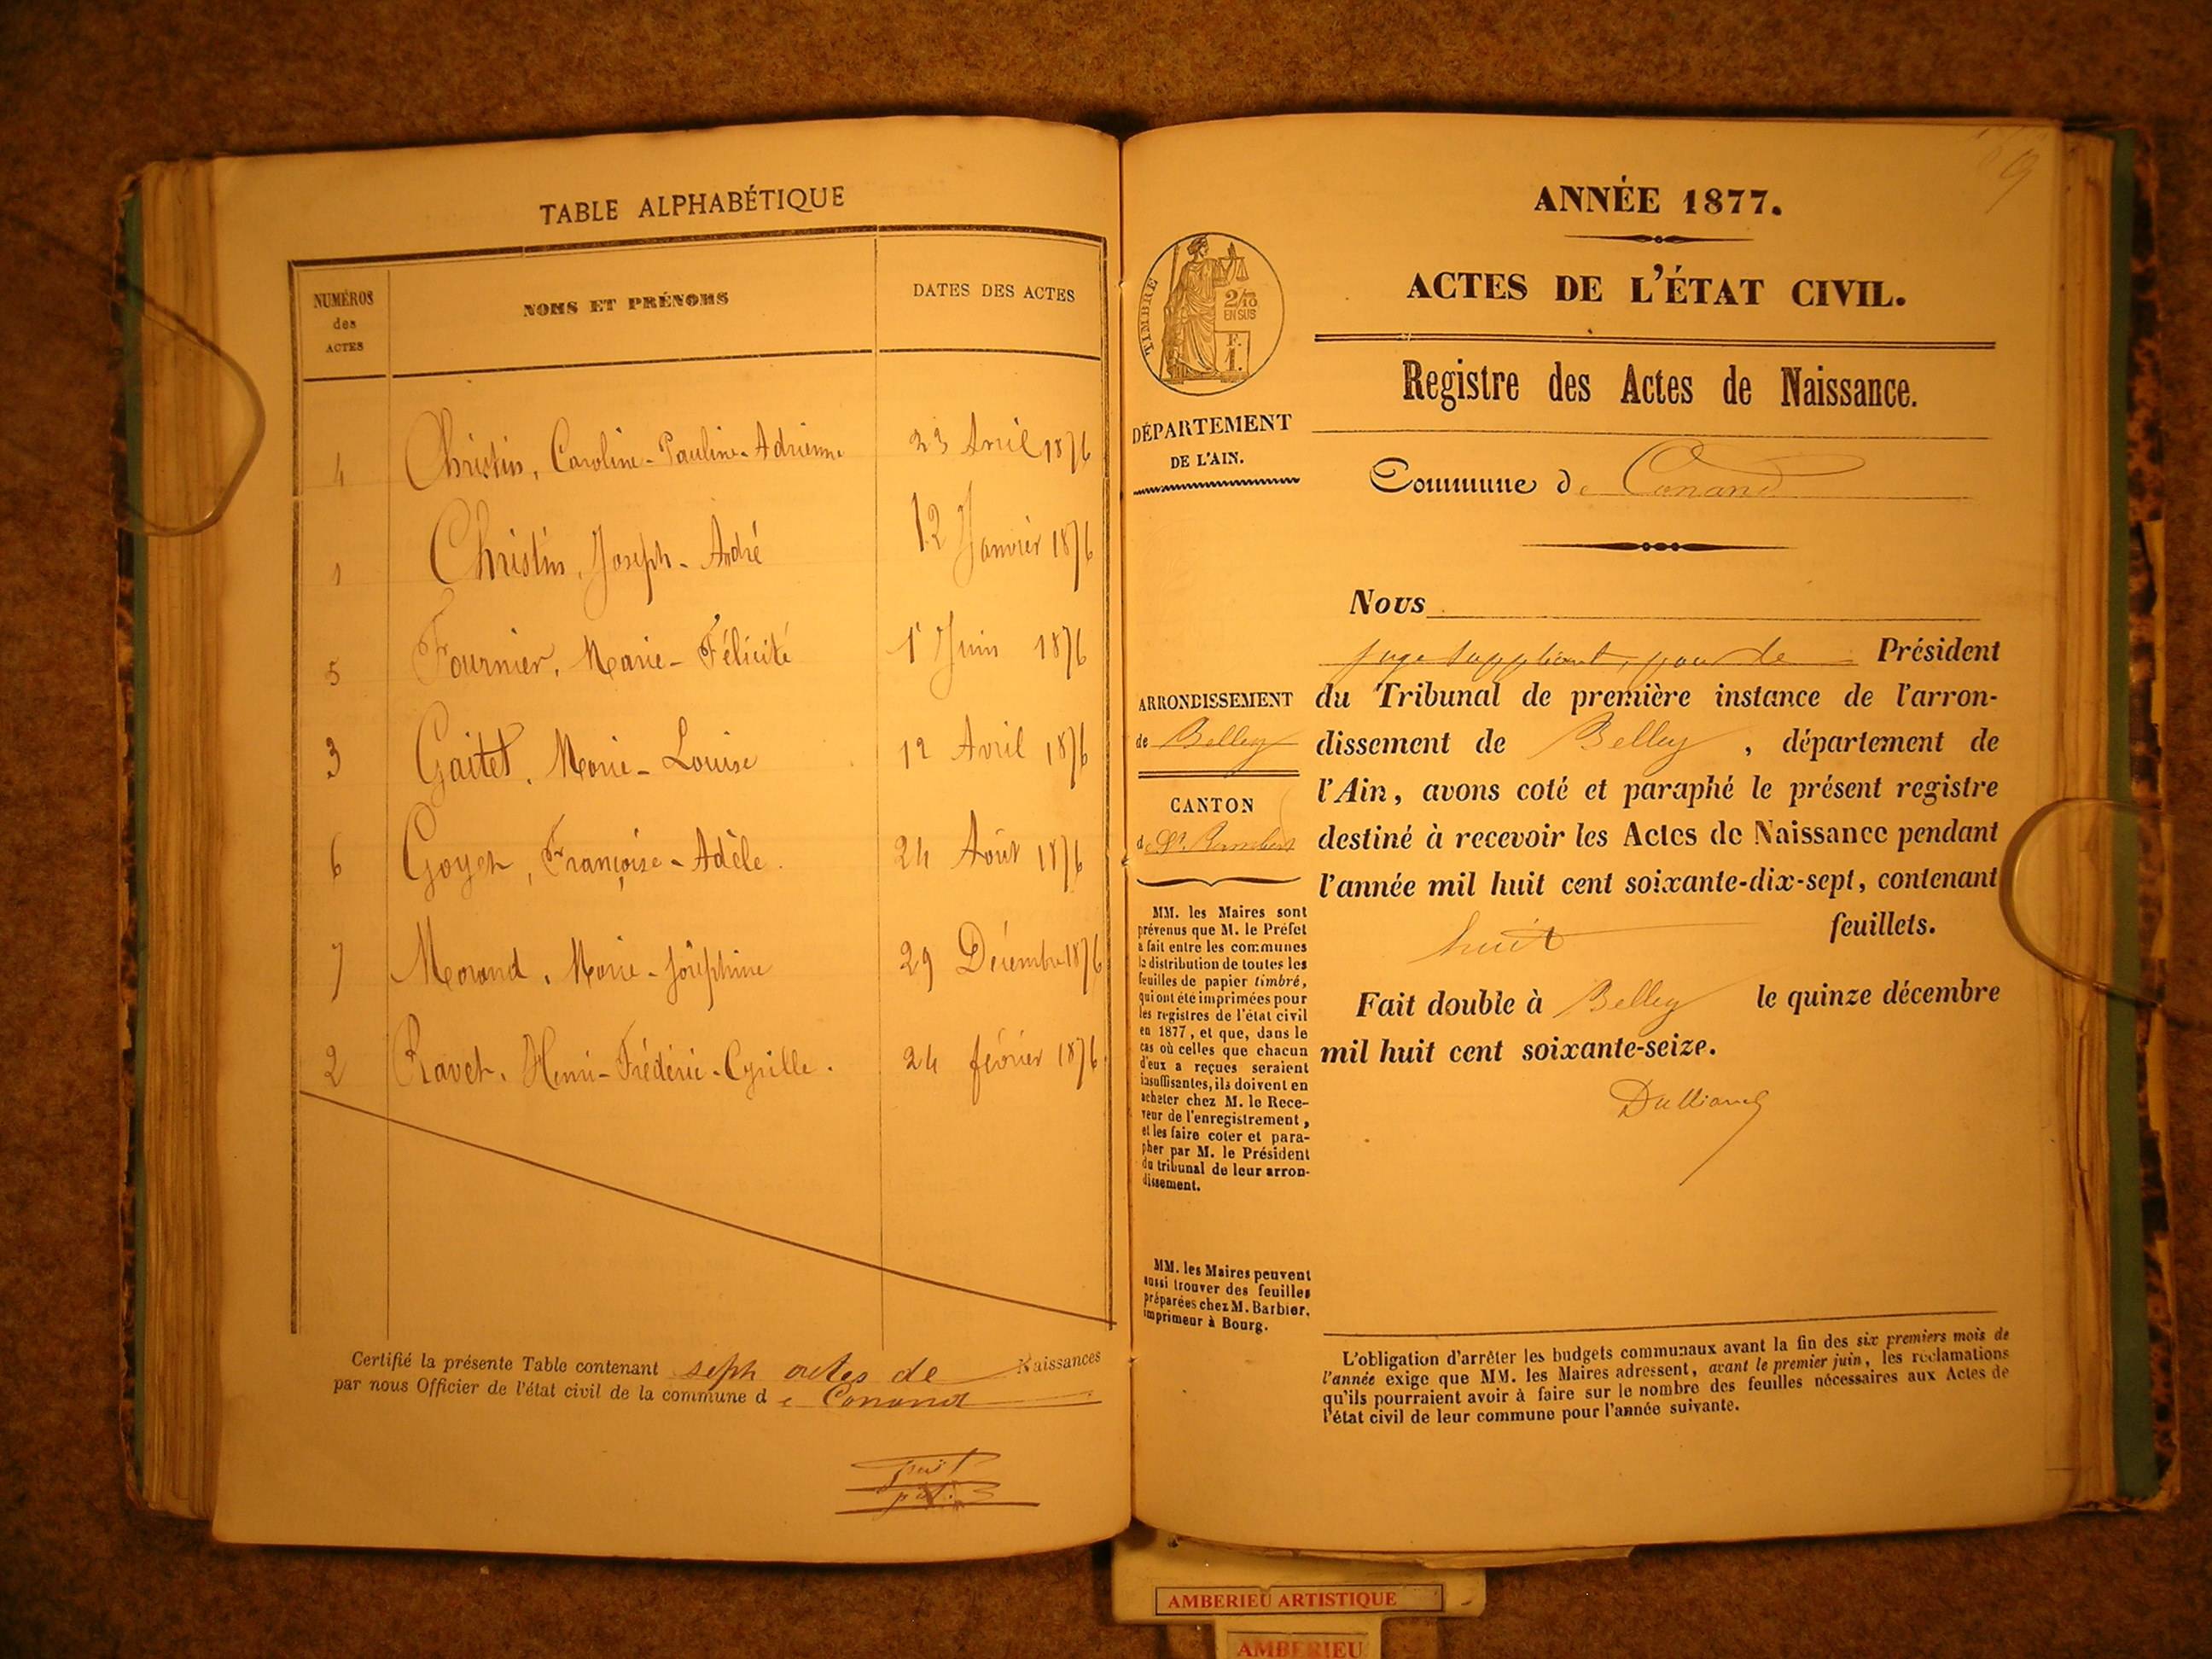 TABLE ALPHABÉTIQUE
NUMÉROS des ACTES
NOMS ET PRÉNOMS
DATES DES ACTES
4 Christin, Caroline-Pauline-Adrienne 23 Avril 1876
1 Christin, Joseph-André 12 Janvier 1876
5 Fournier, Marie-Félicité 1er Juin 1876
3 Gaitet, Marie-Louise 12 Avril 1876
6 Goyet, Françoise-Adèle. 24 Août 1876
7 Morand, Marie-Joséphine 29 Décembre 1876
2 Ravet, Henri-Frédéric-Cyrille. 24 février 1876
Certifié la présente Table contenant sept actes de Naissances
par nous Officier de l'état civil de la commune de Conand
ANNÉE 1877.
ACTES DE L'ÉTAT CIVIL.
Registre des Actes de Naissance.
Commune de Conand
TIMBRE
2/10
EN SUS
F.
1.
DÉPARTEMENT
DE L'AIN.
ARRONDISSEMENT
de Belley
CANTON
de St. Rambert
MM. les Maires sont
prévenus que M. le Préfet
a fait entre les communes
la distribution de toutes les
feuilles de papier timbré,
qui ont été imprimées pour
les registres de l'état civil
en 1877, et que, dans le
cas où celles que chacun
d'eux a reçues seraient
insuffisantes, ils doivent en
acheter chez M. le Rece-
veur de l'enregistrement,
et les faire coter et para-
pher par M. le Président
du tribunal de leur arron-
dissement.
MM. les Maires peuvent
aussi trouver des feuilles
préparées chez M. Barbier,
imprimeur à Bourg.
Nous
juge suppléant, pour le Président
du Tribunal de première instance de l'arron-
dissement de Belley, département de
l'Ain, avons coté et paraphé le présent registre
destiné à recevoir les Actes de Naissance pendant
l'année mil huit cent soixante-dix-sept, contenant
huit feuillets.
Fait double à Belley le quinze décembre
mil huit cent soixante-seize.
L'obligation d'arrêter les budgets communaux avant la fin des six premiers mois de
l'année exige que MM. les Maires adressent, avant le premier juin, les réclamations
qu'ils pourraient avoir à faire sur le nombre des feuilles nécessaires aux Actes de
l'état civil de leur commune pour l'année suivante.
AMBERIEU ARTISTIQUE
AMBERIEU